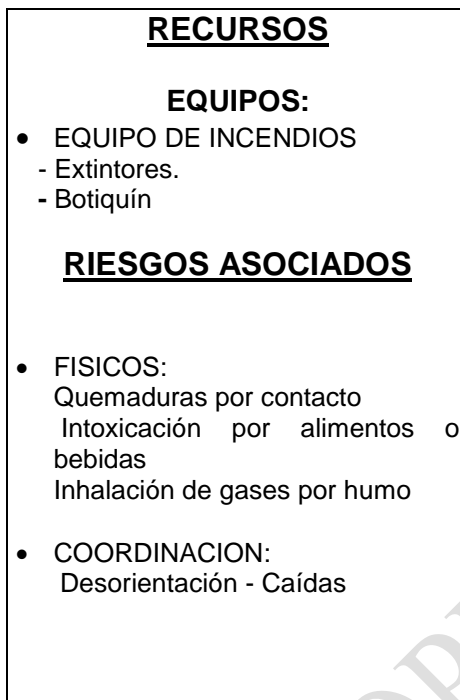 RECURSOS
EQUIPOS:
• EQUIPO DE INCENDIOS
- Extintores.
- Botiquín
RIESGOS ASOCIADOS
• FISICOS:
Quemaduras por contacto
Intoxicación por alimentos o
bebidas
Inhalación de gases por humo
• COORDINACION:
Desorientación - Caídas